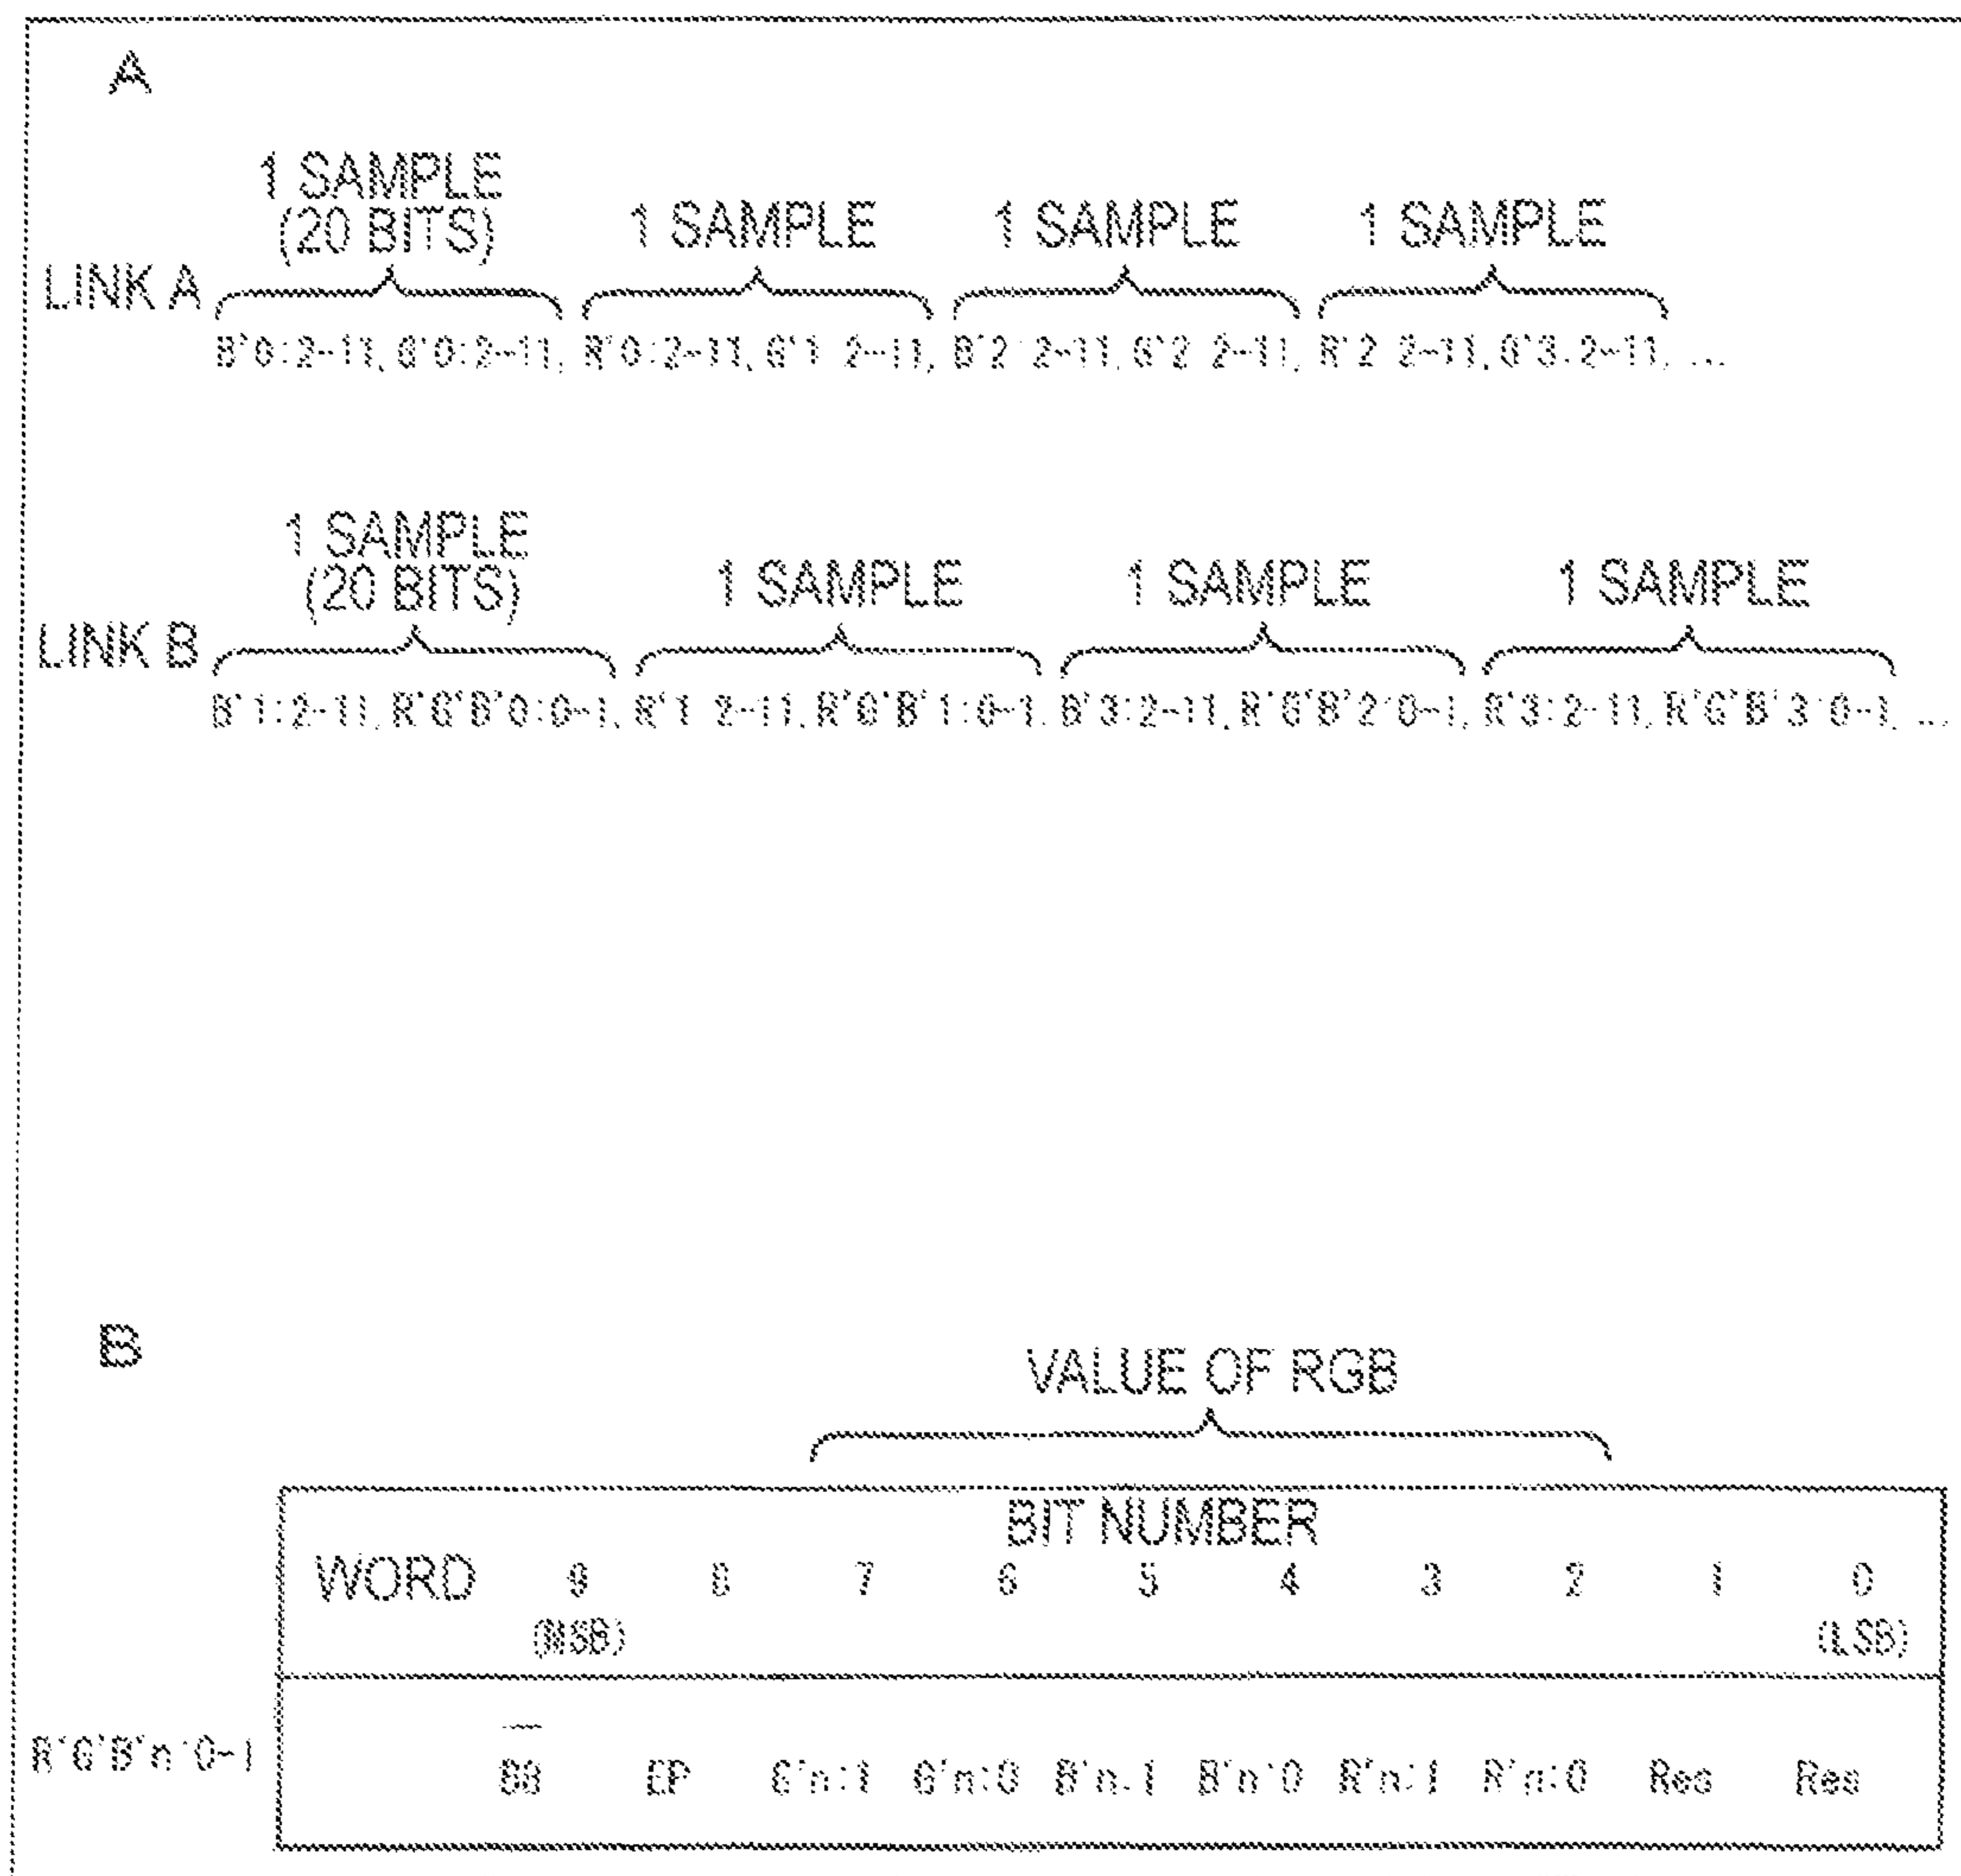 A
1 SAMPLE
(20 BITS)
1 SAMPLE
1 SAMPLE
1 SAMPLE
LINK A
B'0:2-11, G'0:2-11, R'0:2-11, G'1:2-11, B'2:2-11, G'2:2-11, R'2:2-11, G'3:2-11, ...
1 SAMPLE
(20 BITS)
1 SAMPLE
1 SAMPLE
1 SAMPLE
LINK B
B'1:2-11, R'G'B'0:0-1, R'1:2-11, R'G'B'1:0-1, B'3:2-11, R'G'B'2:0-1, R'3:2-11, R'G'B'3:0-1, ...
B
VALUE OF RGB
BIT NUMBER
WORD 9 8 7 6 5 4 3 2 1 0
(MSB) (LSB)
R'G'B'n:0-1 EP G'n:1 G'n:0 B'n:1 B'n:0 R'n:1 R'n:0 Res Res